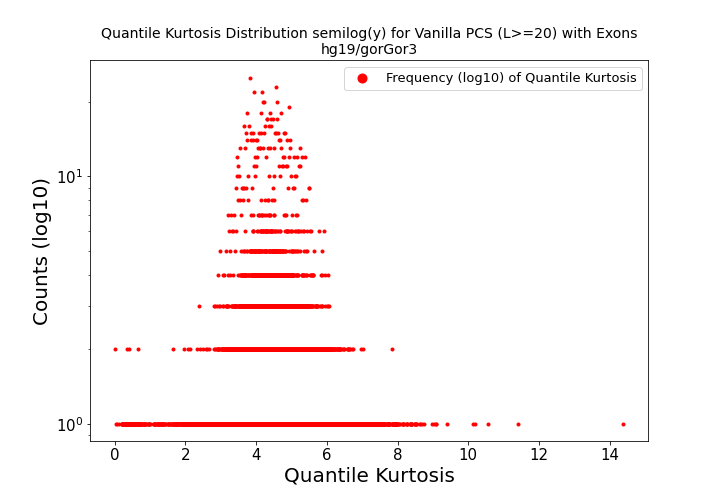 Quantile Kurtosis Distribution semilog(y) for Vanilla PCS (L>=20) with Exons
hg19/gorGor3
Frequency (log10) of Quantile Kurtosis
Counts (log10)
10¹
10⁰
0 2 4 6 8 10 12 14
Quantile Kurtosis